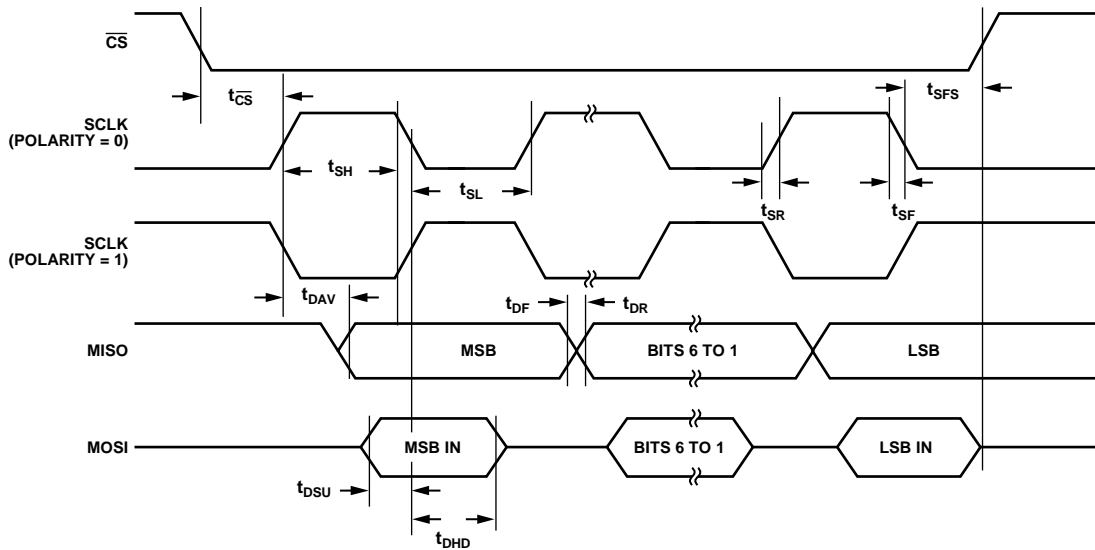 CS
tCS
tSFS
SCLK
(POLARITY = 0)
tSH
tSL
tSR
tSF
SCLK
(POLARITY = 1)
tDAV
tDF
tDR
MISO
MSB
BITS 6 TO 1
LSB
MOSI
MSB IN
BITS 6 TO 1
LSB IN
tDSU
tDHD